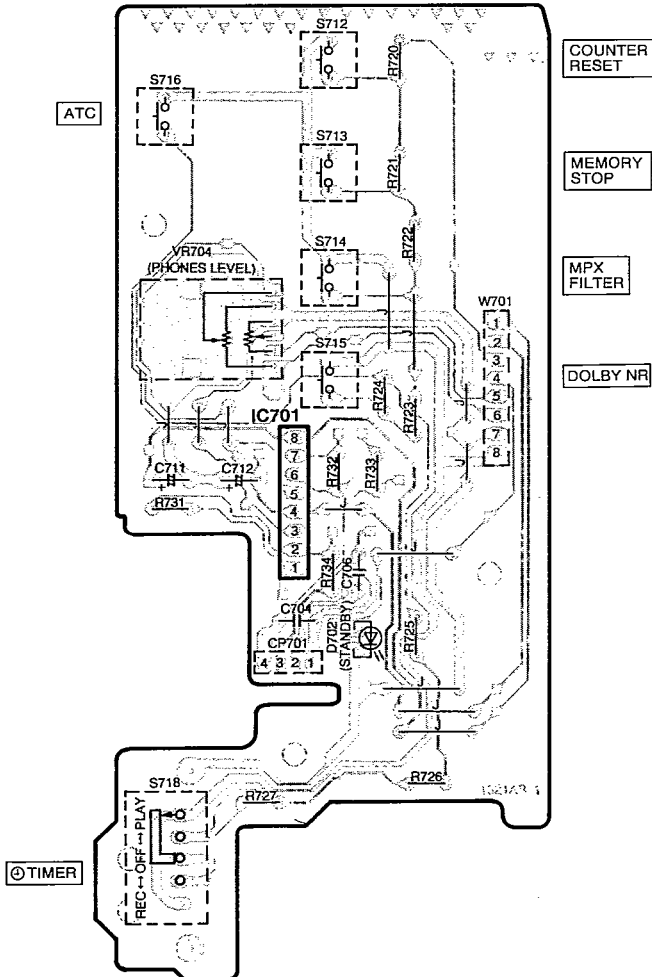 S712
COUNTER
RESET
R720
S716
ATC
S713
MEMORY
STOP
R721
R722
VR704
(PHONES LEVEL)
S714
MPX
FILTER
J
W701
1
2
3
4
5
6
7
8
J
S715
DOLBY NR
R724
R723
J
IC701
8
7
6
5
4
3
2
1
C711
+
C712
+
R731
R732
R733
J
J
J
R734
C706
C704
D702
(STANDBY)
R725
CP701
4 3 2 1
J
J
J
S718
R727
R726
REC↔OFF↔PLAY
TIMER